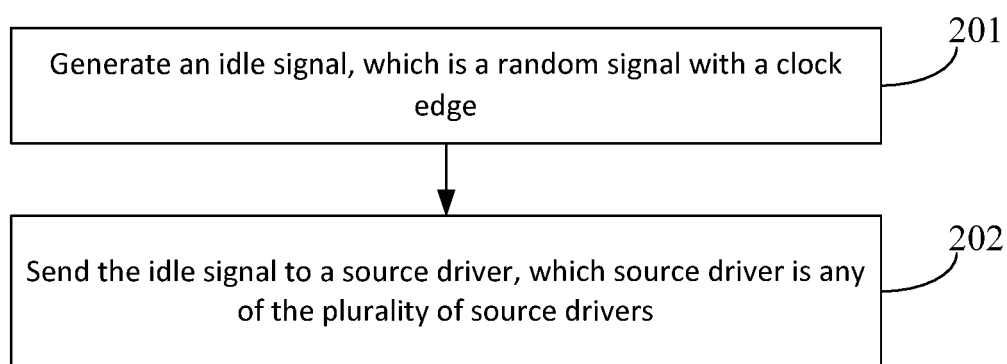 201
Generate an idle signal, which is a random signal with a clock
edge
202
Send the idle signal to a source driver, which source driver is any
of the plurality of source drivers